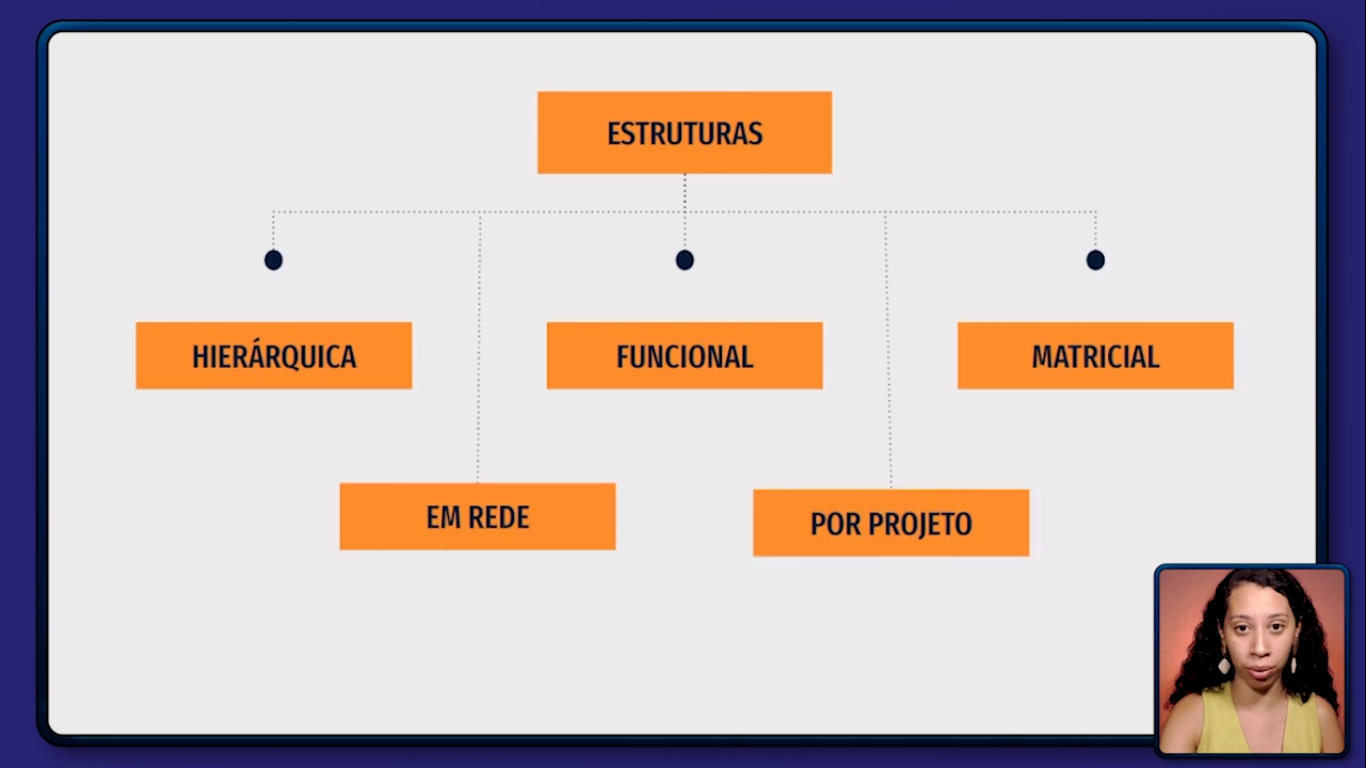 ESTRUTURAS
HIERÁRQUICA
FUNCIONAL
MATRICIAL
EM REDE
POR PROJETO